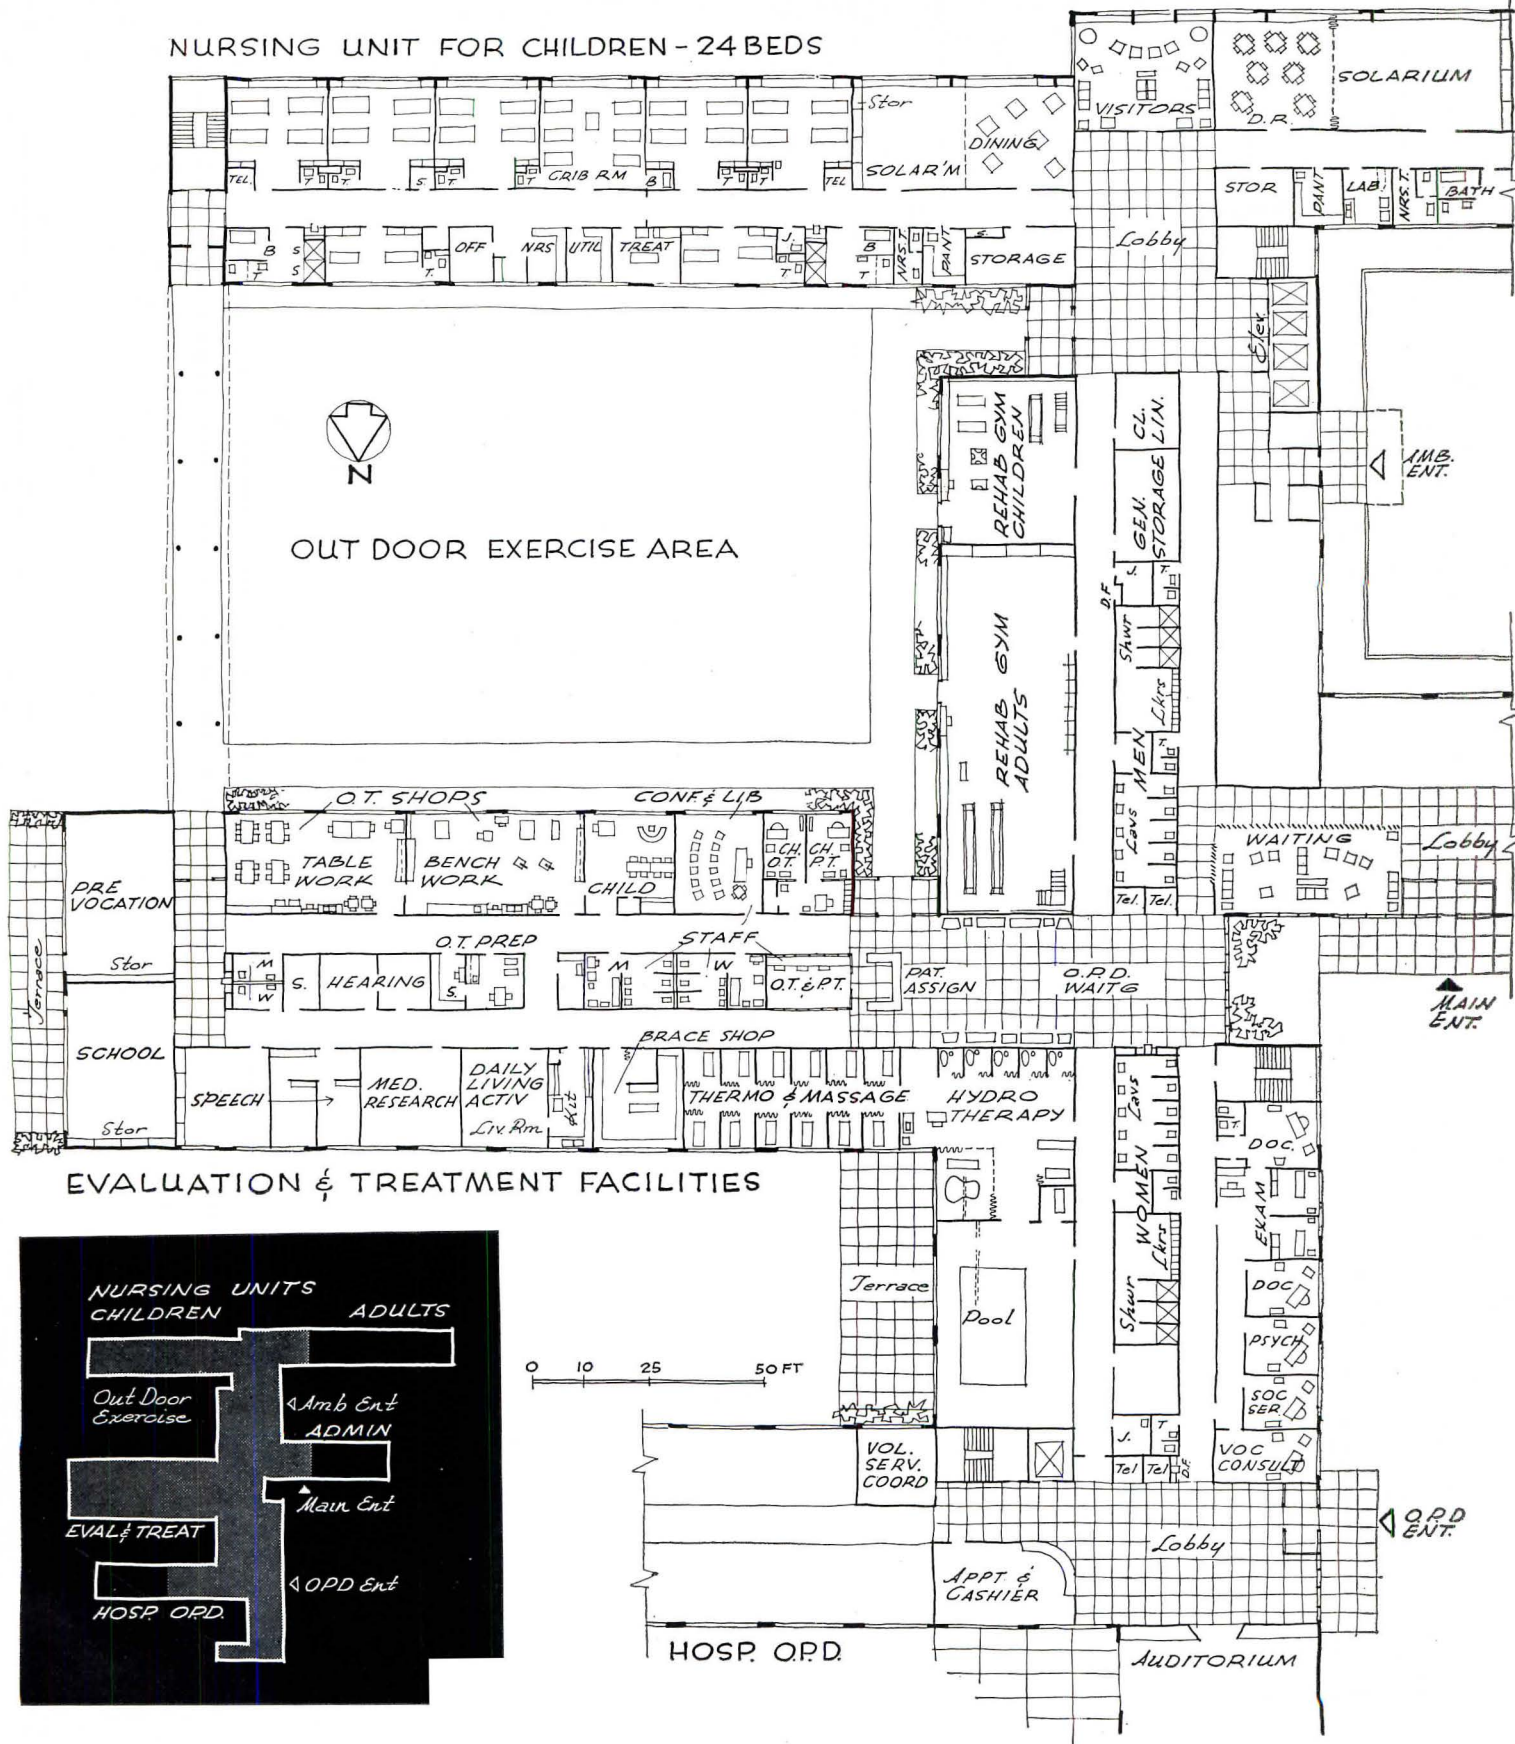 NURSING UNIT FOR CHILDREN - 24 BEDS
VISITORS
D.R.
SOLARIUM
Stor
DINING
SOLAR'M
TEL.
T
T.
S.
T
T
CRIB RM
B
T
T
TEL
STOR
PANT
LAB
NRS. T.
BATH
B
S
S
T
T.
OFF
NRS
UTIL
TREAT
J.
T.
B
T
NRS. T.
PANT
S.
STORAGE
Lobby
Elev.
N
OUT DOOR EXERCISE AREA
REHAB GYM
CHILDREN
CL.
LIN.
GEN.
STORAGE
AMB.
ENT.
J.
T.
D.F
Shwr
Lkrs
REHAB GYM
ADULTS
MEN
T.
Lavs
Tel.
Tel.
WAITING
Lobby
O.T. SHOPS
CONF. & LIB
TABLE
WORK
BENCH
WORK
CHILD
CH.
O.T.
CH.
P.T.
PRE
VOCATION
Stor
Terrace
O.T. PREP
STAFF
M
W
S.
HEARING
S.
M
W
O.T. & P.T.
PAT.
ASSIGN
O.P.D.
WAIT'G
MAIN
ENT.
SCHOOL
Stor
BRACE SHOP
SPEECH
MED.
RESEARCH
DAILY
LIVING
ACTIV
Liv. Rm
Kit
THERMO & MASSAGE
HYDRO
THERAPY
Lavs
WOMEN
T.
DOC.
EXAM
EVALUATION & TREATMENT FACILITIES
Terrace
Pool
Lkrs
Shwr
DOC
PSYCH
SOC
SER
VOC
CONSULT
NURSING UNITS
CHILDREN
ADULTS
Out Door
Exercise
Amb Ent
ADMIN
Main Ent
EVAL & TREAT
OPD Ent
HOSP. O.P.D.
0 10 25 50 FT
VOL.
SERV.
COORD
J.
T
Tel
Tel
D.F.
O.P.D
ENT.
Lobby
APPT. &
CASHIER
HOSP. O.P.D.
AUDITORIUM